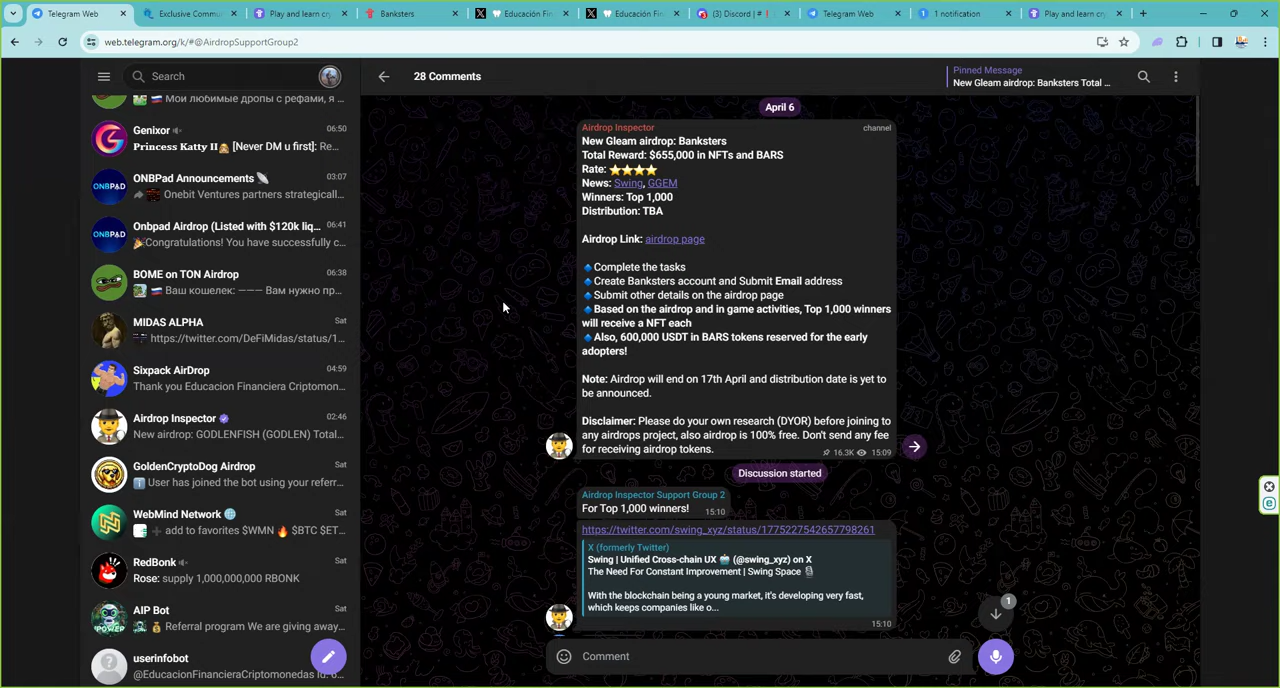 Telegram Web
Exclusive Commu
Play and learn cry
Banksters
Educación Fin
Educación Fin
(3) Discord | #
Telegram Web
1 notification
Play and learn cry
web.telegram.org/k/#@AirdropSupportGroup2
Search
Мои любимые дропы с рефами, я ...
Genixor
06:50
Princess Katty II [Never DM u first]: Re...
ONBPad Announcements
03:07
Onebit Ventures partners strategicall...
Onbpad Airdrop (Listed with $120k liq...
06:41
Congratulations! You have successfully c...
BOME on TON Airdrop
06:38
Ваш кошелек: ——— Вам нужно пр...
MIDAS ALPHA
Sat
https://twitter.com/DeFiMidas/status/1...
Sixpack AirDrop
04:59
Thank you Educacion Financiera Criptomon...
Airdrop Inspector
02:46
New airdrop: GODLENFISH (GODLEN) Total...
GoldenCryptoDog Airdrop
Sat
User has joined the bot using your referr...
WebMind Network
Sat
add to favorites $WMN 🔥 $BTC $ET...
RedBonk
Sat
Rose: supply 1,000,000,000 RBONK
AIP Bot
Sat
Referral program We are giving away...
userinfobot
Sat
28 Comments
Pinned Message
New Gleam airdrop: Banksters Total ...
April 6
Airdrop Inspector
channel
New Gleam airdrop: Banksters
Total Reward: $655,000 in NFTs and BARS
Rate: ⭐⭐⭐⭐
News: Swing, GGEM
Winners: Top 1,000
Distribution: TBA
Airdrop Link: airdrop page
🔹Complete the tasks
🔹Create Banksters account and Submit Email address
🔹Submit other details on the airdrop page
🔹Based on the airdrop and in game activities, Top 1,000 winners
will receive a NFT each
🔹Also, 600,000 USDT in BARS tokens reserved for the early
adopters!
Note: Airdrop will end on 17th April and distribution date is yet to
be announced.
Disclaimer: Please do your own research (DYOR) before joining to
any airdrops project, also airdrop is 100% free. Don't send any fee
for receiving airdrop tokens.
16.3K 15:09
Discussion started
Airdrop Inspector Support Group 2
For Top 1,000 winners!
15:10
https://twitter.com/swing_xyz/status/1775227542657798261
X (formerly Twitter)
Swing | Unified Cross-chain UX (@swing_xyz) on X
The Need For Constant Improvement | Swing Space
With the blockchain being a young market, it's developing very fast,
which keeps companies like o...
15:10
1
Comment